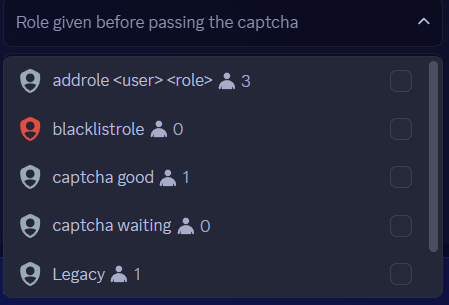 Role given before passing the captcha
addrole <user> <role> 3
blacklistrole 0
captcha good 1
captcha waiting 0
Legacy 1